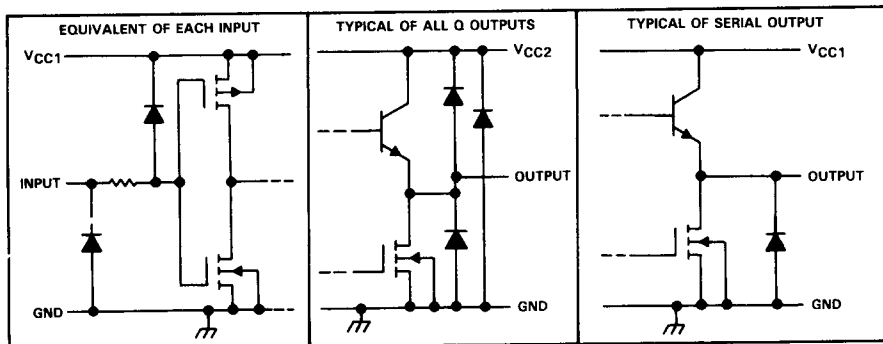 EQUIVALENT OF EACH INPUT
VCC1
INPUT
GND
TYPICAL OF ALL Q OUTPUTS
VCC2
OUTPUT
GND
TYPICAL OF SERIAL OUTPUT
VCC1
OUTPUT
GND